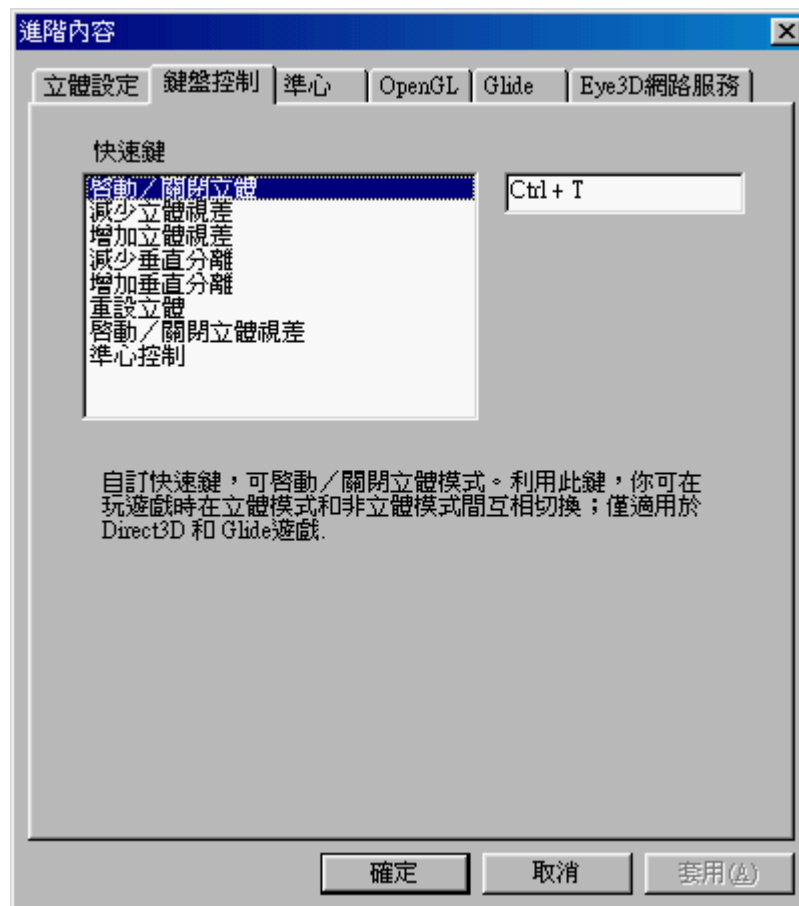 進階內容
立體設定 鍵盤控制 準心 OpenGL Glide Eye3D網路服務
快速鍵
啓動／關閉立體 Ctrl + T
減少立體視差
增加立體視差
減少垂直分離
增加垂直分離
重設立體
啓動／關閉立體視差
準心控制
自訂快速鍵，可啓動／關閉立體模式。利用此鍵，你可在
玩遊戲時在立體模式和非立體模式間互相切換；僅適用於
Direct3D 和 Glide遊戲.
確定 取消 套用(A)